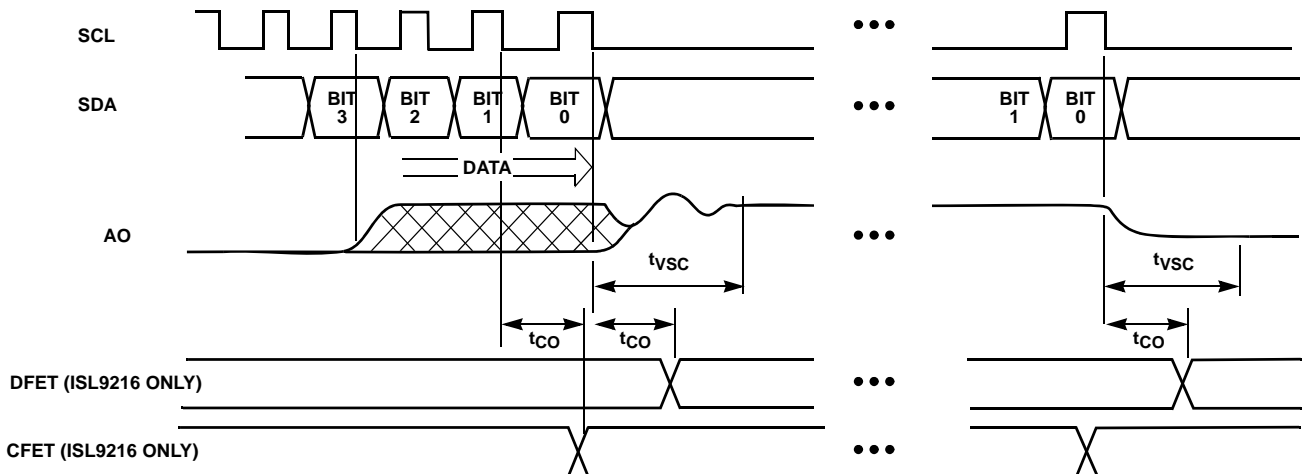 SCL
•••
SDA
BIT 3
BIT 2
BIT 1
BIT 0
•••
BIT 1
BIT 0
DATA
AO
•••
tVSC
tVSC
tCO
tCO
tCO
DFET (ISL9216 ONLY)
•••
CFET (ISL9216 ONLY)
•••